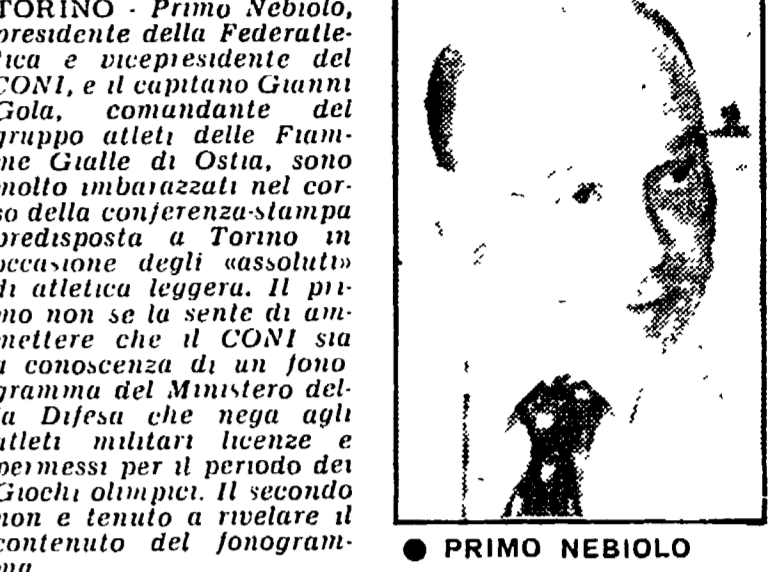 TORINO - Primo Nebiolo,
presidente della Federatle-
tica e vicepresidente del
CONI, e il capitano Gianni
Gola, comandante del
gruppo atleti delle Fiam-
me Gialle di Ostia, sono
molto imbarazzati nel cor-
so della conferenza-stampa
predisposta a Torino in
occasione degli «assoluti»
di atletica leggera. Il pri-
mo non se la sente di am-
mettere che il CONI sia
a conoscenza di un fono
gramma del Ministero del-
la Difesa che nega agli
atleti militari licenze e
permessi per il periodo dei
Giochi olimpici. Il secondo
non e tenuto a rivelare il
contenuto del fonogram-
ma
● PRIMO NEBIOLO